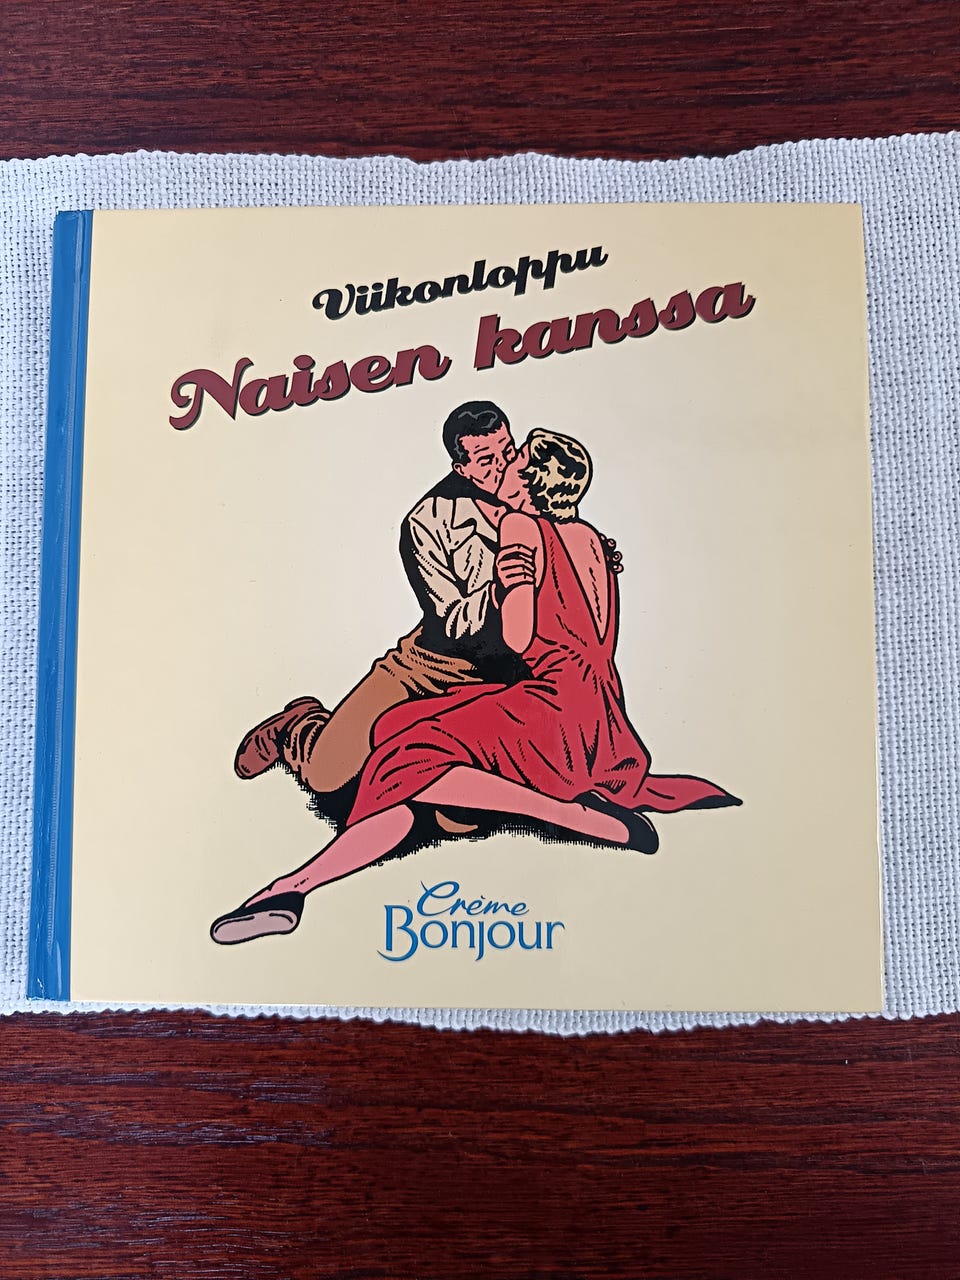 Viikonloppu
Naisen kanssa
Crème
Bonjour